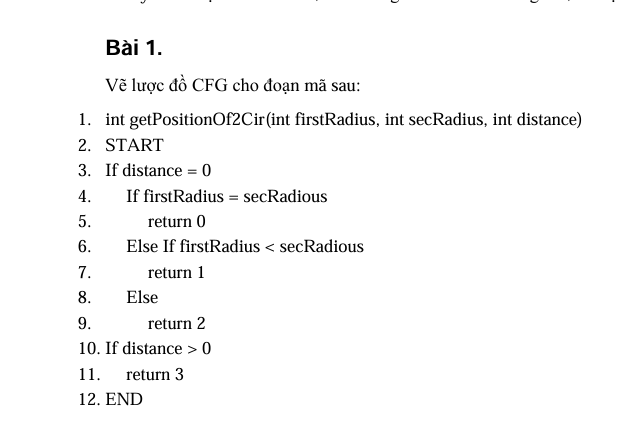 Bài 1.
Vẽ lược đồ CFG cho đoạn mã sau:
1. int getPositionOf2Cir(int firstRadius, int secRadius, int distance)
2. START
3. If distance = 0
4. If firstRadius = secRadious
5. return 0
6. Else If firstRadius < secRadious
7. return 1
8. Else
9. return 2
10. If distance > 0
11. return 3
12. END